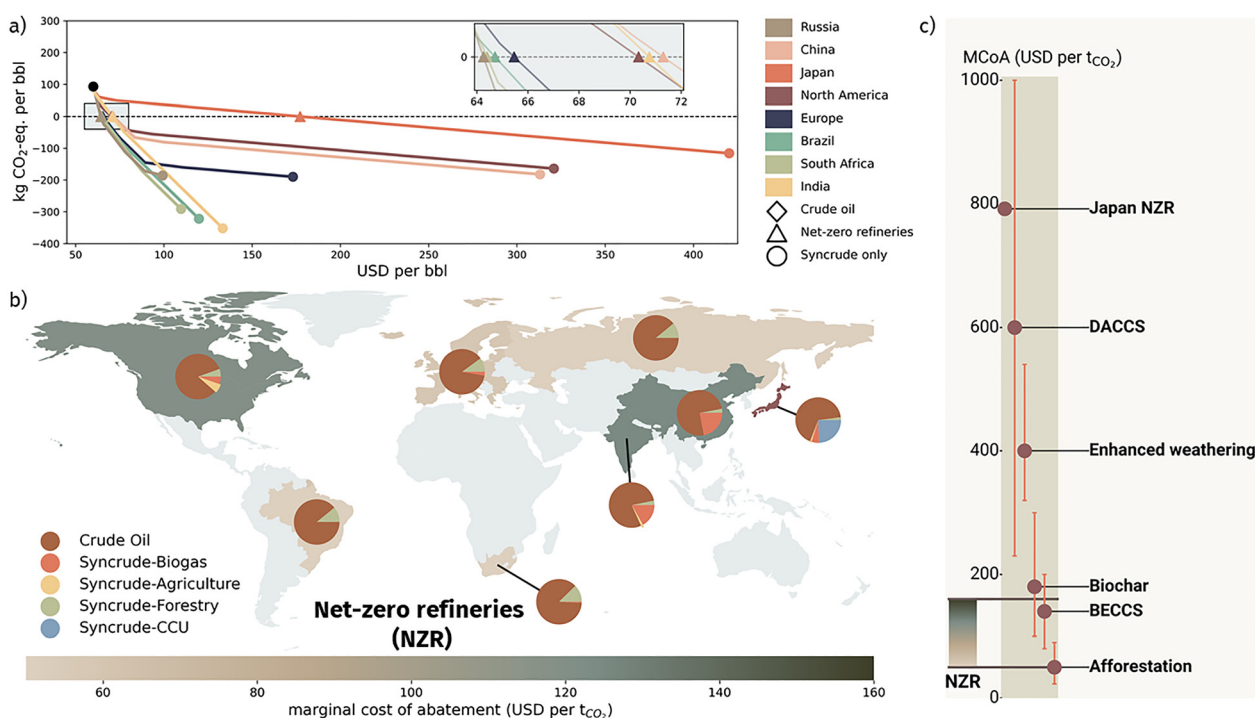 a)
300
200
100
0
−100
−200
−300
−400
kg CO2-eq. per bbl
50
100
150
200
250
300
350
400
USD per bbl
0
64
66
68
70
72
Russia
China
Japan
North America
Europe
Brazil
South Africa
India
Crude oil
Net-zero refineries
Syncrude only
b)
Crude Oil
Syncrude-Biogas
Syncrude-Agriculture
Syncrude-Forestry
Syncrude-CCU
Net-zero refineries
(NZR)
60
80
100
120
140
160
marginal cost of abatement (USD per tCO2)
c)
MCoA (USD per tCO2)
1000
800
600
400
200
0
Japan NZR
DACCS
Enhanced weathering
Biochar
BECCS
Afforestation
NZR